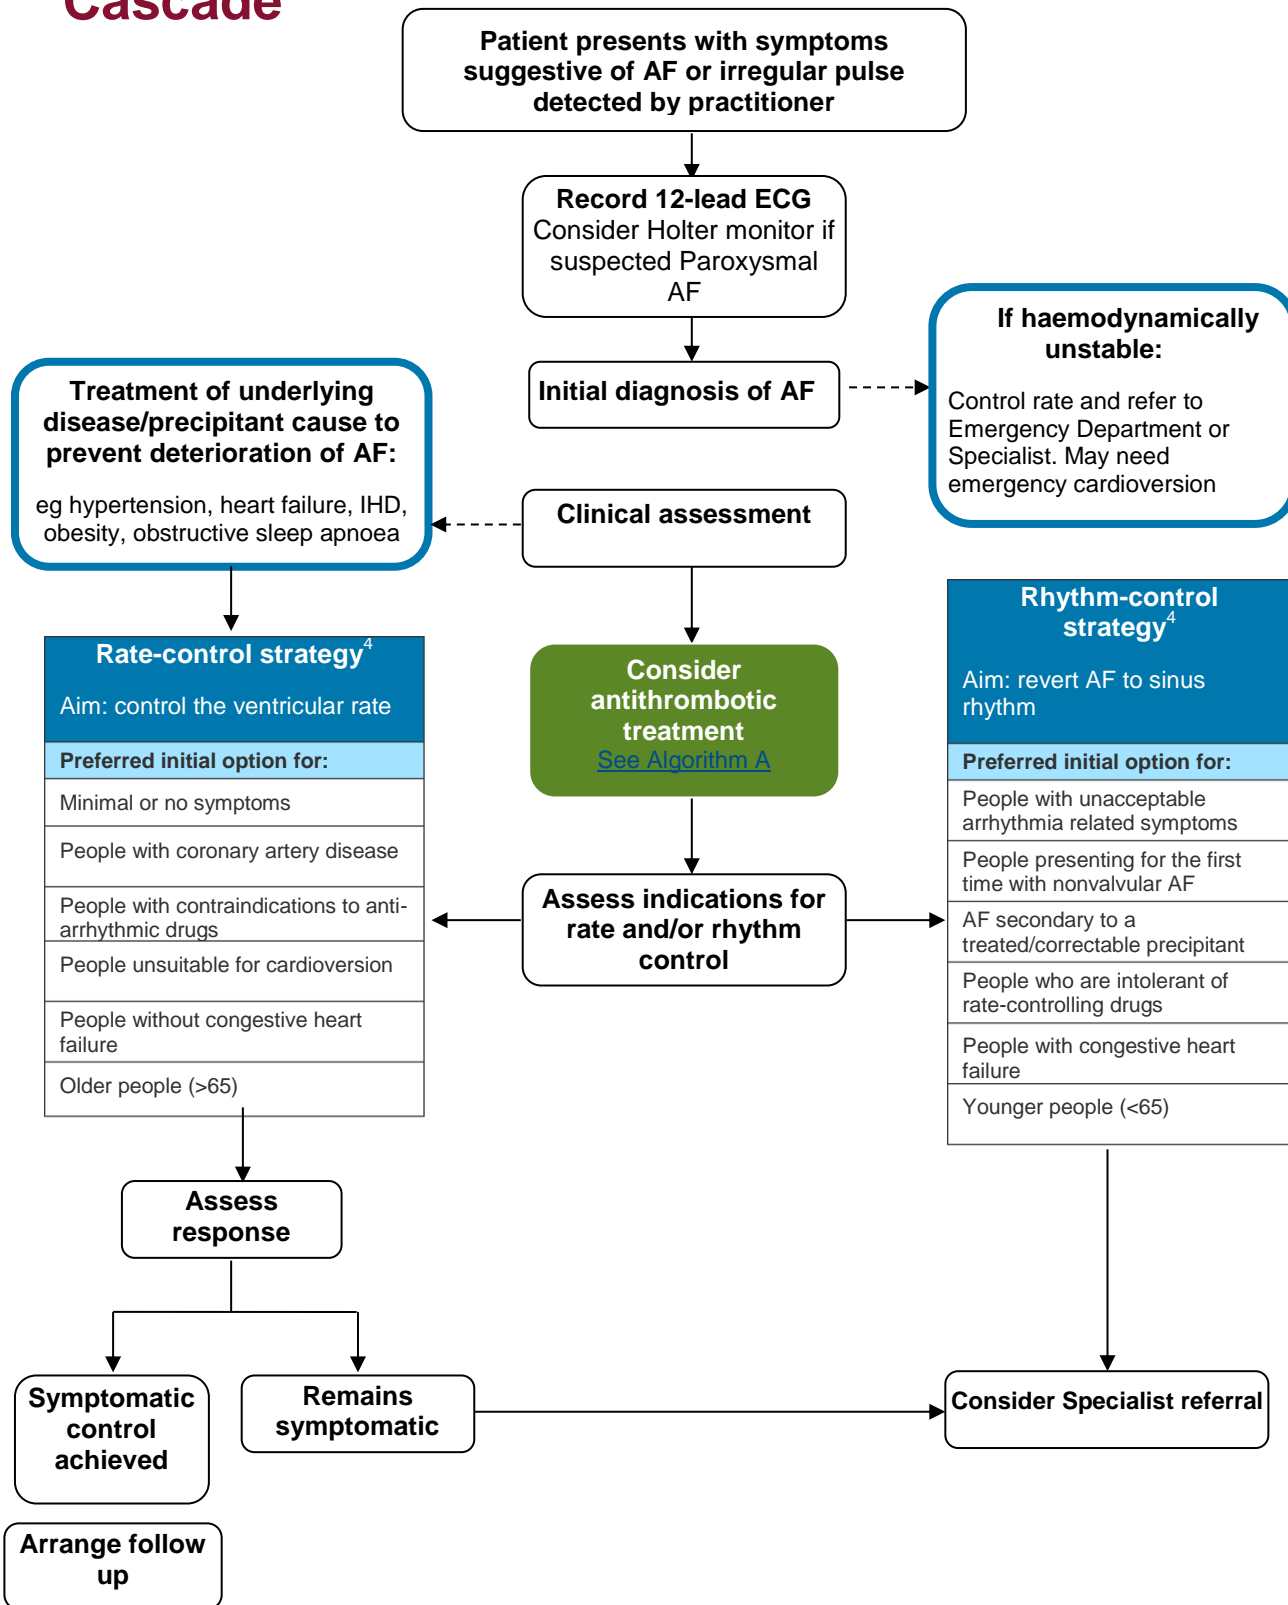 Cascade
Patient presents with symptoms
suggestive of AF or irregular pulse
detected by practitioner
Record 12-lead ECG
Consider Holter monitor if
suspected Paroxysmal
AF
Initial diagnosis of AF
If haemodynamically
unstable:
Control rate and refer to
Emergency Department or
Specialist. May need
emergency cardioversion
Treatment of underlying
disease/precipitant cause to
prevent deterioration of AF:
eg hypertension, heart failure, IHD,
obesity, obstructive sleep apnoea
Clinical assessment
Consider
antithrombotic
treatment
See Algorithm A
Assess indications for
rate and/or rhythm
control
Rate-control strategy4
Aim: control the ventricular rate
Preferred initial option for:
Minimal or no symptoms
People with coronary artery disease
People with contraindications to anti-
arrhythmic drugs
People unsuitable for cardioversion
People without congestive heart
failure
Older people (>65)
Rhythm-control
strategy4
Aim: revert AF to sinus
rhythm
Preferred initial option for:
People with unacceptable
arrhythmia related symptoms
People presenting for the first
time with nonvalvular AF
AF secondary to a
treated/correctable precipitant
People who are intolerant of
rate-controlling drugs
People with congestive heart
failure
Younger people (<65)
Assess
response
Symptomatic
control
achieved
Remains
symptomatic
Consider Specialist referral
Arrange follow
up